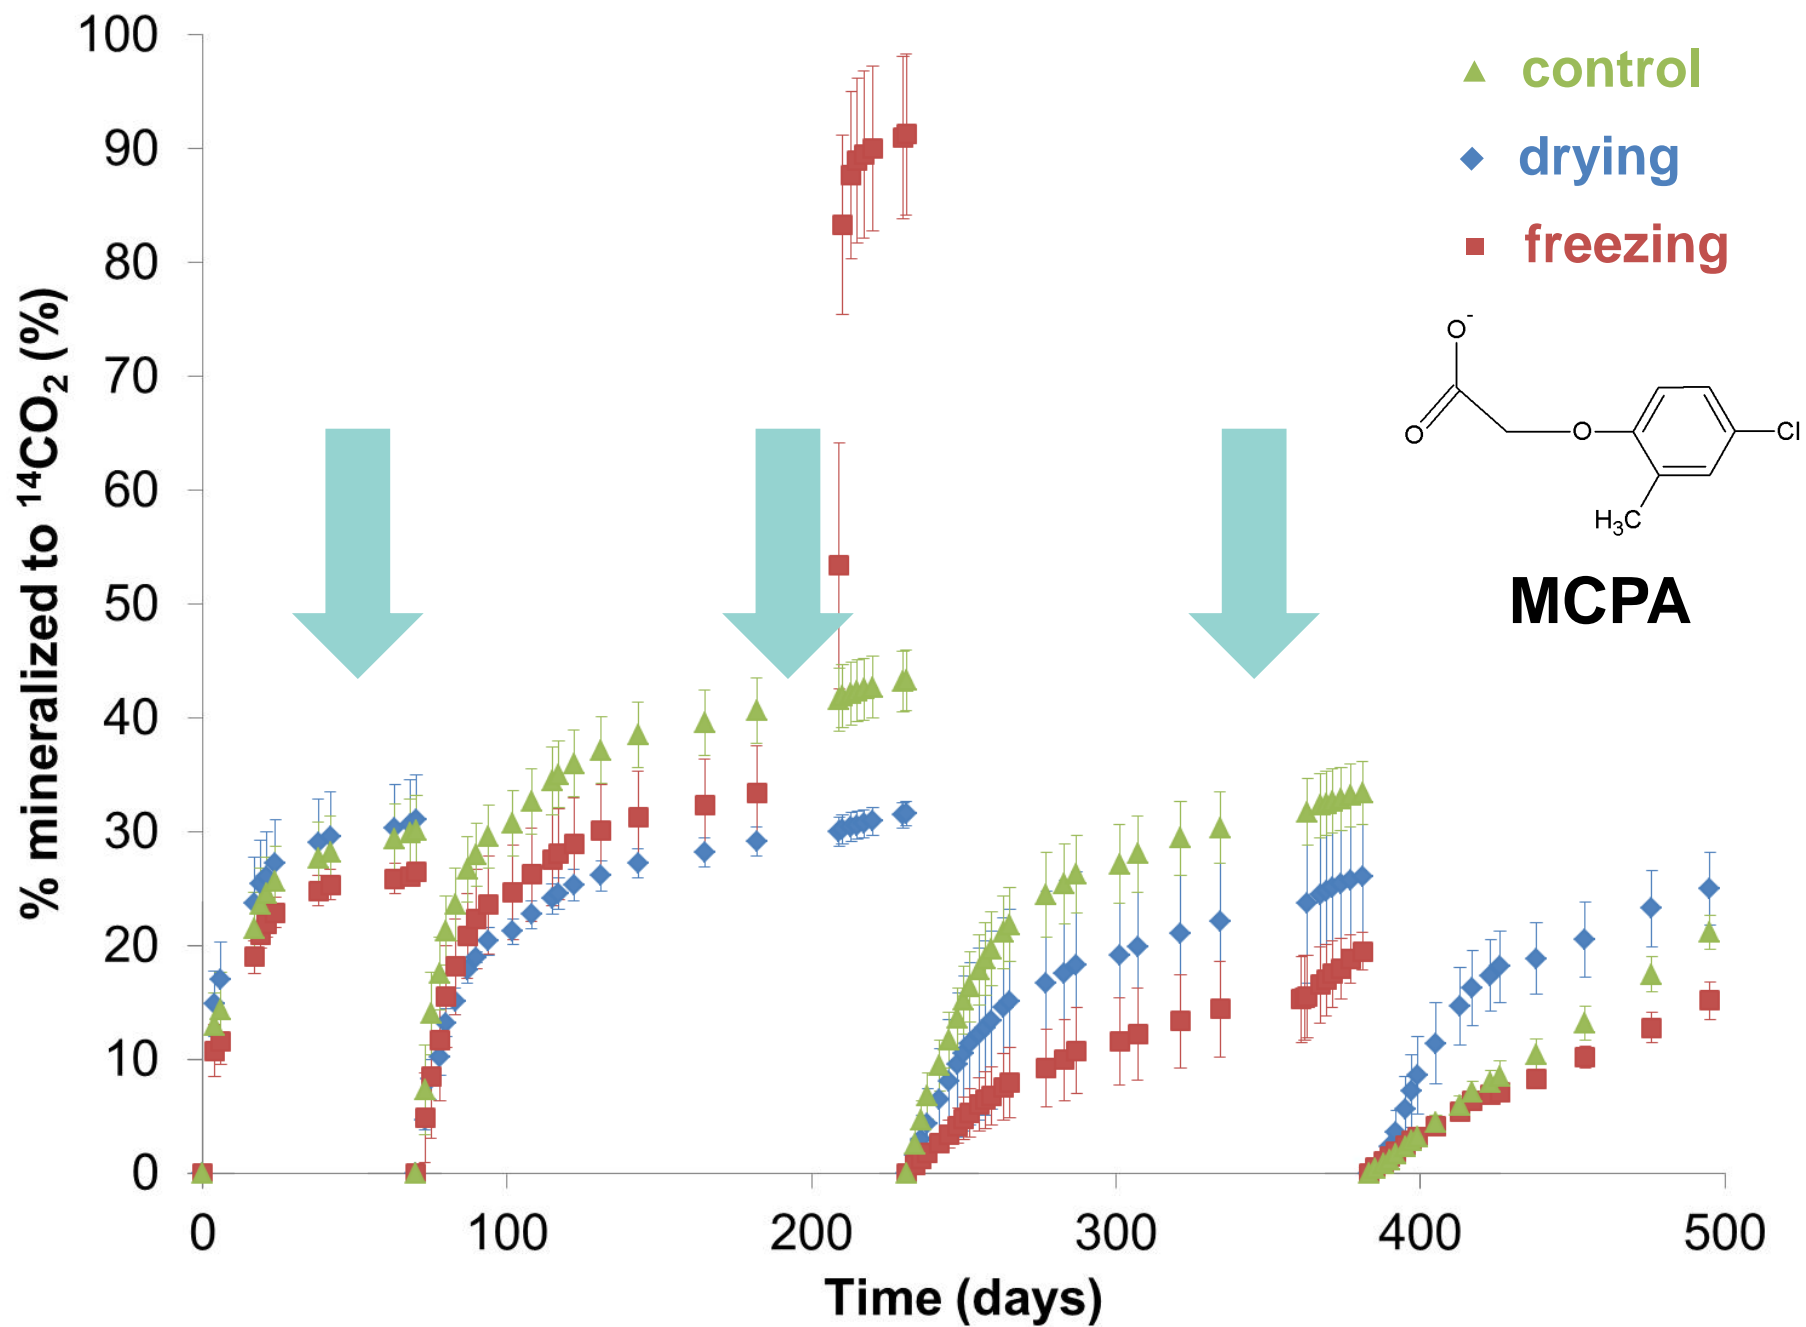 100
90
80
70
60
50
40
30
20
10
0
% mineralized to ¹⁴CO₂ (%)
0 100 200 300 400 500
Time (days)
control
drying
freezing
O⁻
O
O
Cl
H₃C
MCPA